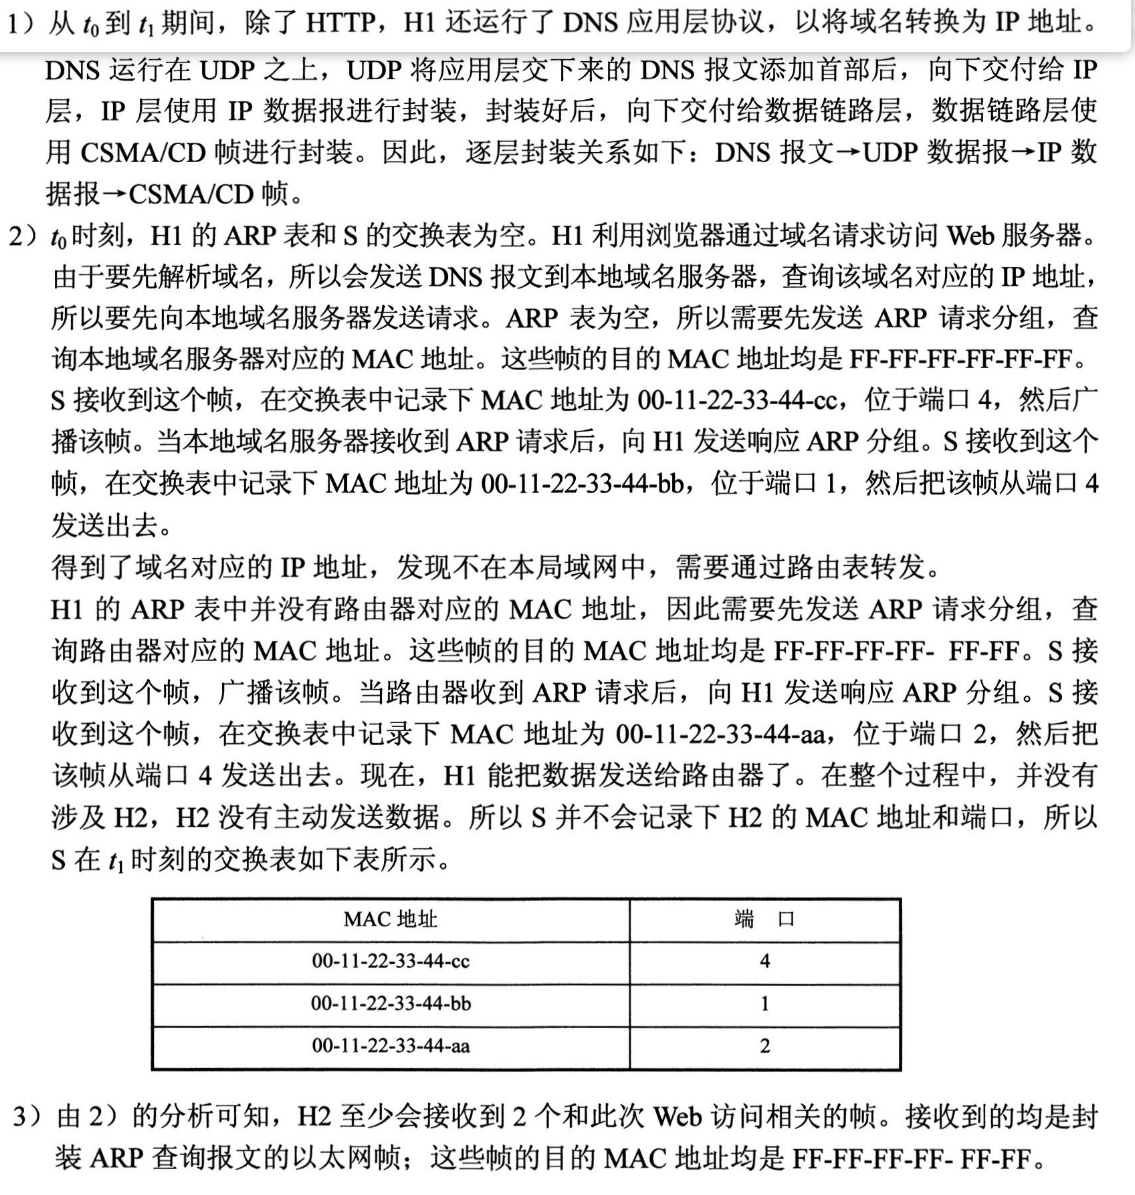 1）从 t₀ 到 t₁ 期间，除了 HTTP，H1 还运行了 DNS 应用层协议，以将域名转换为 IP 地址。
DNS 运行在 UDP 之上，UDP 将应用层交下来的 DNS 报文添加首部后，向下交付给 IP
层，IP 层使用 IP 数据报进行封装，封装好后，向下交付给数据链路层，数据链路层使
用 CSMA/CD 帧进行封装。因此，逐层封装关系如下：DNS 报文→UDP 数据报→IP 数
据报→CSMA/CD 帧。
2）t₀ 时刻，H1 的 ARP 表和 S 的交换表为空。H1 利用浏览器通过域名请求访问 Web 服务器。
由于要先解析域名，所以会发送 DNS 报文到本地域名服务器，查询该域名对应的 IP 地址，
所以要先向本地域名服务器发送请求。ARP 表为空，所以需要先发送 ARP 请求分组，查
询本地域名服务器对应的 MAC 地址。这些帧的目的 MAC 地址均是 FF-FF-FF-FF-FF-FF。
S 接收到这个帧，在交换表中记录下 MAC 地址为 00-11-22-33-44-cc，位于端口 4，然后广
播该帧。当本地域名服务器接收到 ARP 请求后，向 H1 发送响应 ARP 分组。S 接收到这个
帧，在交换表中记录下 MAC 地址为 00-11-22-33-44-bb，位于端口 1，然后把该帧从端口 4
发送出去。
得到了域名对应的 IP 地址，发现不在本局域网中，需要通过路由表转发。
H1 的 ARP 表中并没有路由器对应的 MAC 地址，因此需要先发送 ARP 请求分组，查
询路由器对应的 MAC 地址。这些帧的目的 MAC 地址均是 FF-FF-FF-FF- FF-FF。S 接
收到这个帧，广播该帧。当路由器收到 ARP 请求后，向 H1 发送响应 ARP 分组。S 接
收到这个帧，在交换表中记录下 MAC 地址为 00-11-22-33-44-aa，位于端口 2，然后把
该帧从端口 4 发送出去。现在，H1 能把数据发送给路由器了。在整个过程中，并没有
涉及 H2，H2 没有主动发送数据。所以 S 并不会记录下 H2 的 MAC 地址和端口，所以
S 在 t₁ 时刻的交换表如下表所示。
MAC 地址 端 口
00-11-22-33-44-cc 4
00-11-22-33-44-bb 1
00-11-22-33-44-aa 2
3）由 2）的分析可知，H2 至少会接收到 2 个和此次 Web 访问相关的帧。接收到的均是封
装 ARP 查询报文的以太网帧；这些帧的目的 MAC 地址均是 FF-FF-FF-FF- FF-FF。